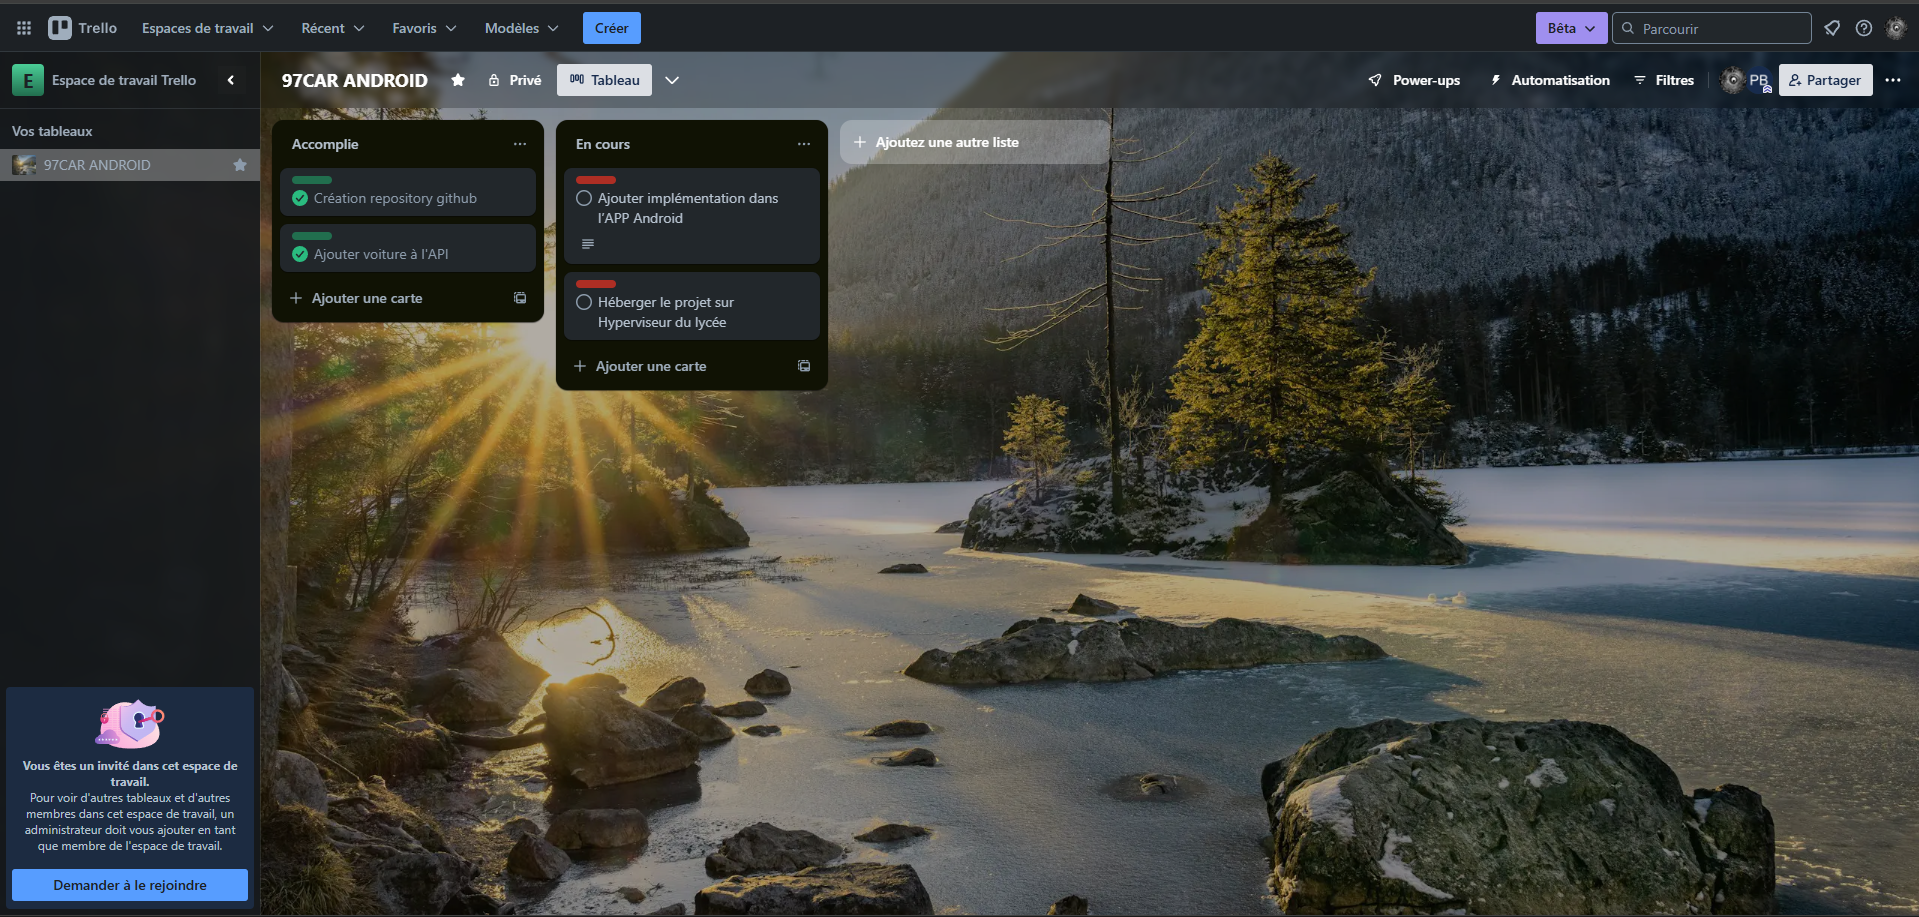 Trello
Espaces de travail
Récent
Favoris
Modèles
Créer
Bêta
Parcourir
E
Espace de travail Trello
97CAR ANDROID
Privé
Tableau
Power-ups
Automatisation
Filtres
PB
Partager
Vos tableaux
97CAR ANDROID
Accomplie
Création repository github
Ajouter voiture à l'API
Ajouter une carte
En cours
Ajouter implémentation dans
l'APP Android
Héberger le projet sur
Hyperviseur du lycée
Ajouter une carte
Ajoutez une autre liste
Vous êtes un invité dans cet espace de
travail.
Pour voir d'autres tableaux et d'autres
membres dans cet espace de travail, un
administrateur doit vous ajouter en tant
que membre de l'espace de travail.
Demander à le rejoindre